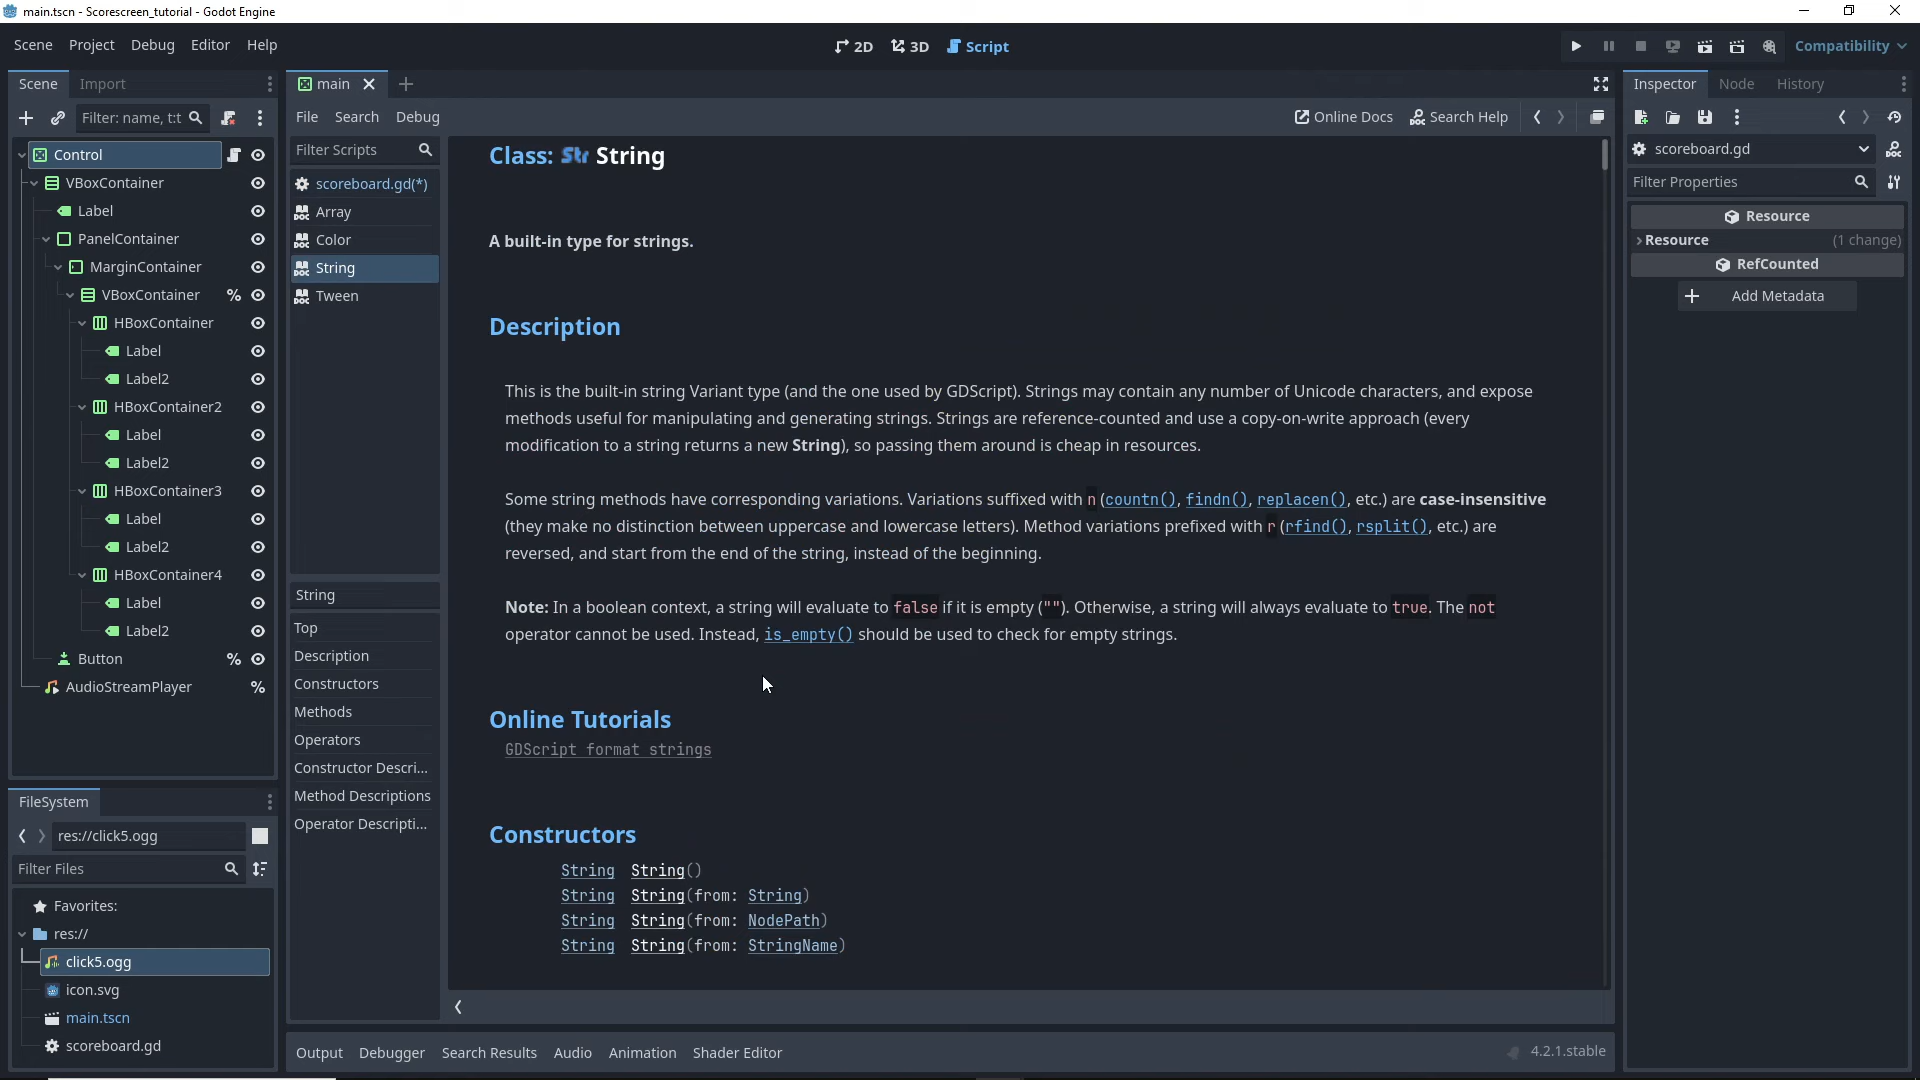 main.tscn - Scorescreen_tutorial - Godot Engine
Scene Project Debug Editor Help
2D 3D Script
Compatibility
Scene Import
Filter: name, t:t
Control
VBoxContainer
Label
PanelContainer
MarginContainer
VBoxContainer %
HBoxContainer
Label
Label2
HBoxContainer2
Label
Label2
HBoxContainer3
Label
Label2
HBoxContainer4
Label
Label2
Button %
AudioStreamPlayer %
FileSystem
res://click5.ogg
Filter Files
Favorites:
res://
click5.ogg
icon.svg
main.tscn
scoreboard.gd
main
File Search Debug
Online Docs Search Help
Filter Scripts
scoreboard.gd(*)
Array
Color
String
Tween
String
Top
Description
Constructors
Methods
Operators
Constructor Descri...
Method Descriptions
Operator Descripti...
Class: Str String
A built-in type for strings.
Description
This is the built-in string Variant type (and the one used by GDScript). Strings may contain any number of Unicode characters, and expose
methods useful for manipulating and generating strings. Strings are reference-counted and use a copy-on-write approach (every
modification to a string returns a new String), so passing them around is cheap in resources.
Some string methods have corresponding variations. Variations suffixed with n (countn(), findn(), replacen(), etc.) are case-insensitive
(they make no distinction between uppercase and lowercase letters). Method variations prefixed with r (rfind(), rsplit(), etc.) are
reversed, and start from the end of the string, instead of the beginning.
Note: In a boolean context, a string will evaluate to false if it is empty (""). Otherwise, a string will always evaluate to true. The not
operator cannot be used. Instead, is_empty() should be used to check for empty strings.
Online Tutorials
GDScript format strings
Constructors
String String()
String String(from: String)
String String(from: NodePath)
String String(from: StringName)
Output Debugger Search Results Audio Animation Shader Editor
4.2.1.stable
Inspector Node History
scoreboard.gd
Filter Properties
Resource
Resource (1 change)
RefCounted
Add Metadata